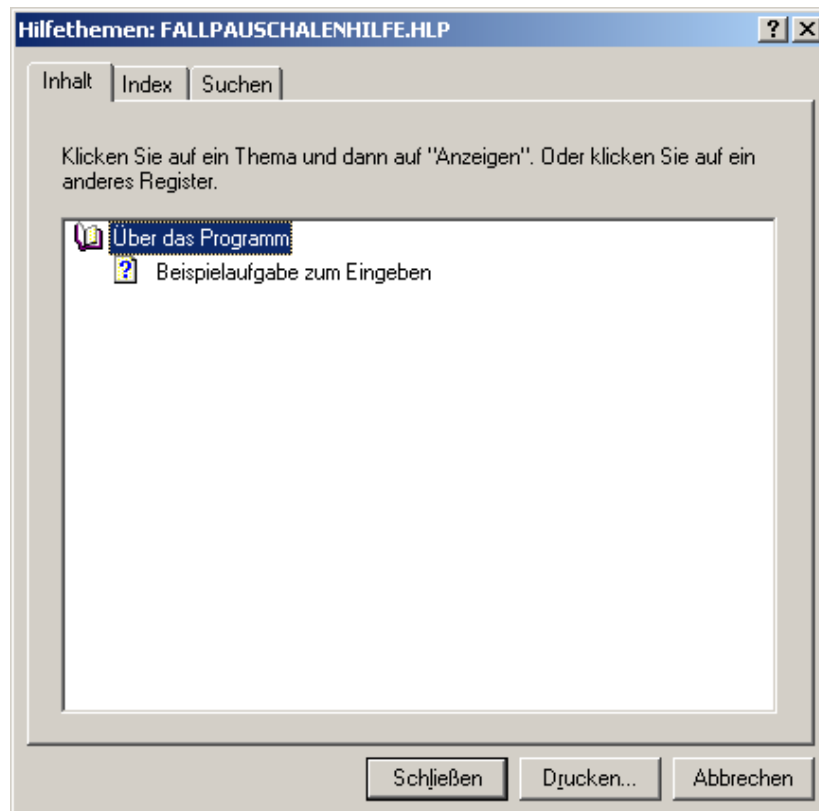 Hilfethemen: FALLPAUSCHALENHILFE.HLP
Inhalt Index Suchen
Klicken Sie auf ein Thema und dann auf "Anzeigen". Oder klicken Sie auf ein
anderes Register.
Über das Programm
Beispielaufgabe zum Eingeben
Schließen Drucken... Abbrechen